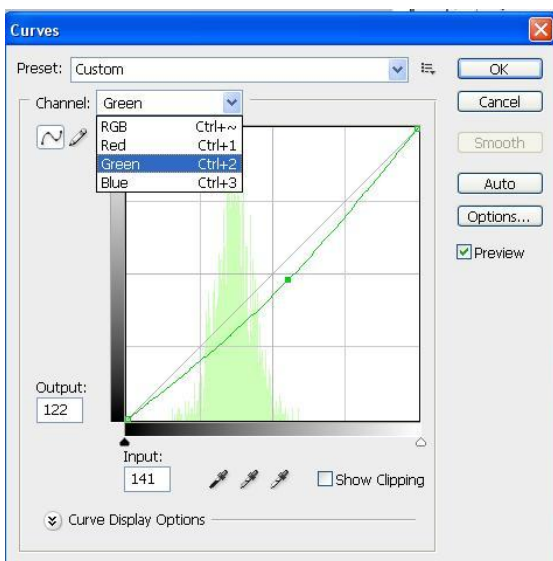 Curves
Preset: Custom
OK
Channel: Green
Cancel
RGB Ctrl+~
Red Ctrl+1
Green Ctrl+2
Blue Ctrl+3
Smooth
Auto
Options...
Preview
Output:
122
Input:
141
Show Clipping
Curve Display Options